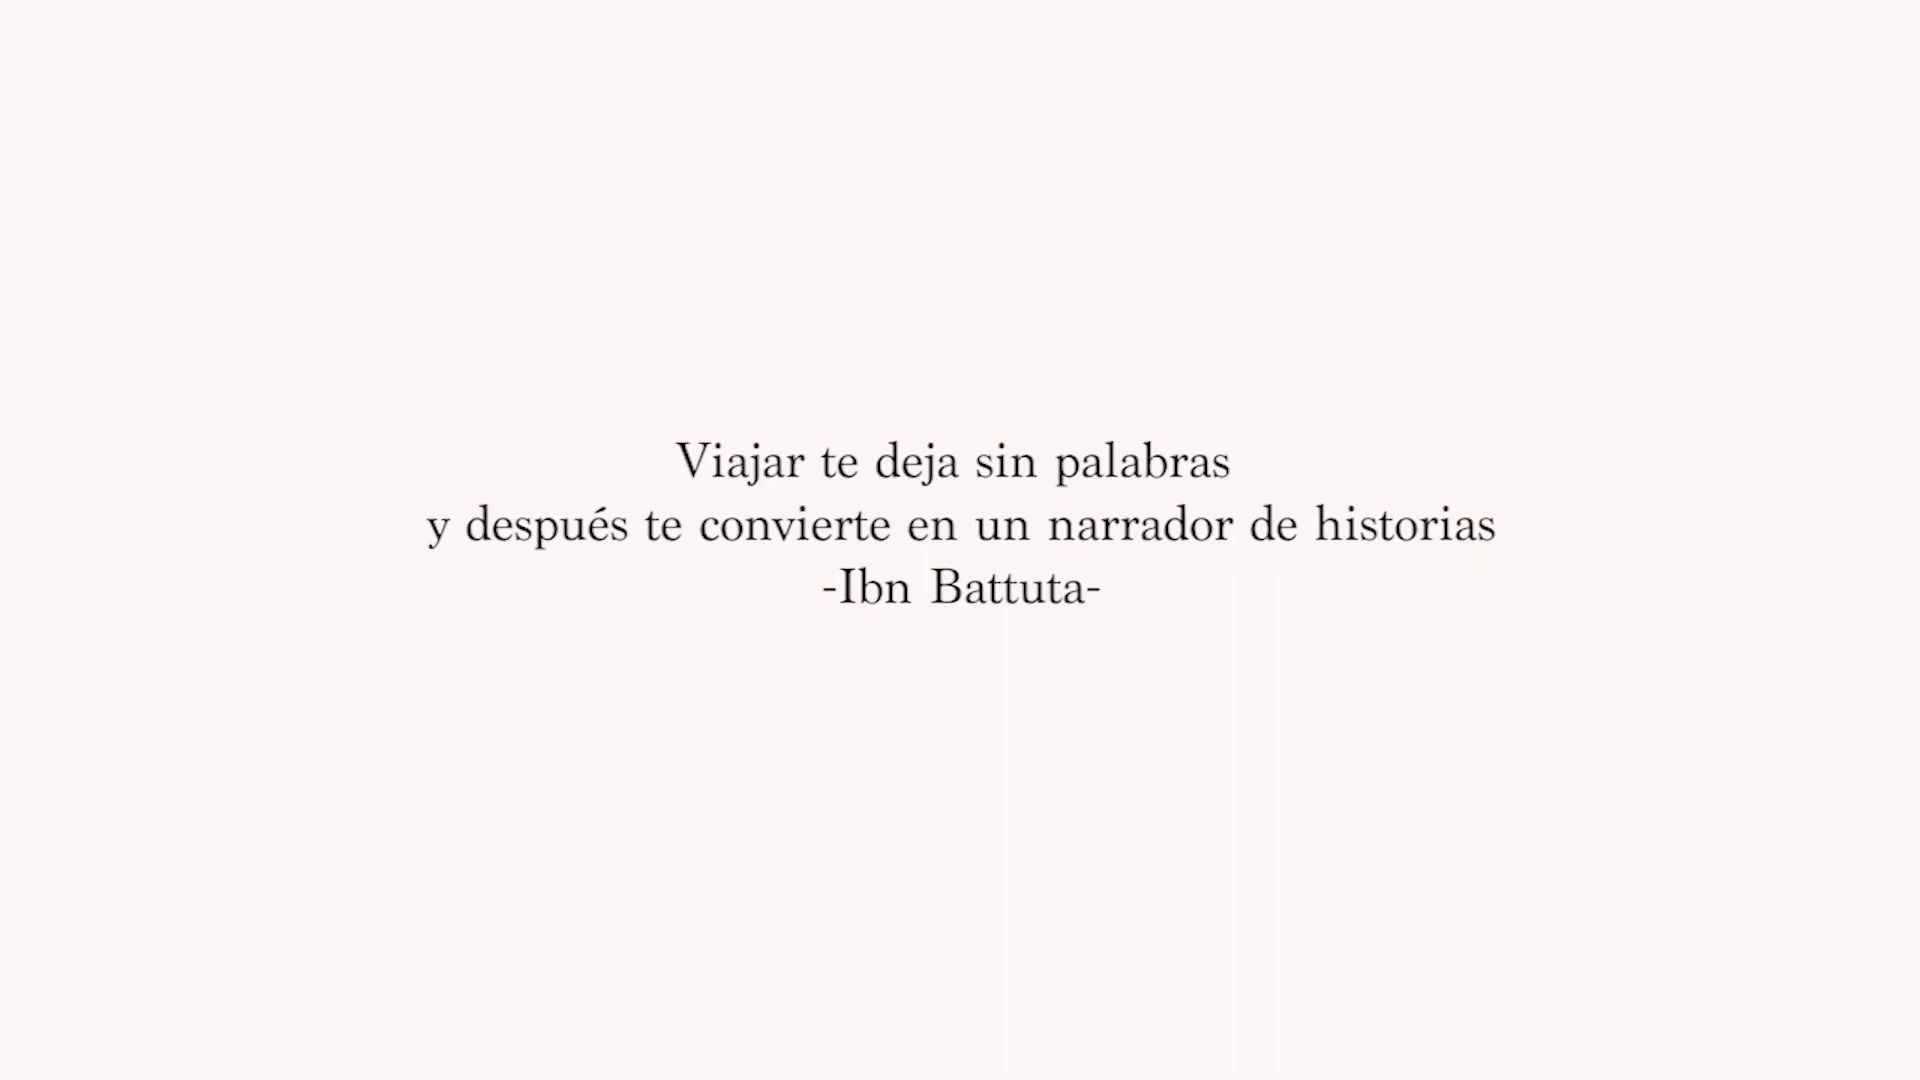 Viajar te deja sin palabras
y después te convierte en un narrador de historias
-Ibn Battuta-